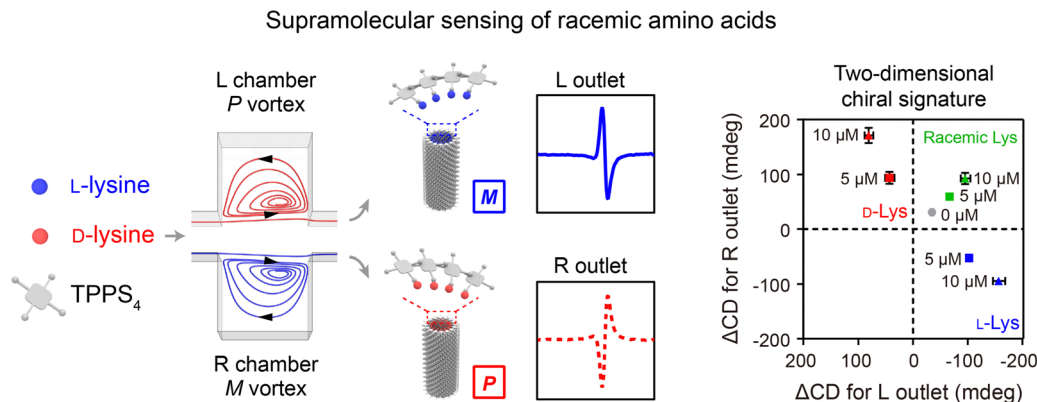 Supramolecular sensing of racemic amino acids
L chamber
P vortex
L-lysine
D-lysine
TPPS₄
R chamber
M vortex
M
P
L outlet
R outlet
Two-dimensional
chiral signature
ΔCD for R outlet (mdeg)
200
100
0
-100
-200
10 μM
5 μM
D-Lys
Racemic Lys
10 μM
5 μM
0 μM
5 μM
10 μM
L-Lys
200 100 0 -100 -200
ΔCD for L outlet (mdeg)